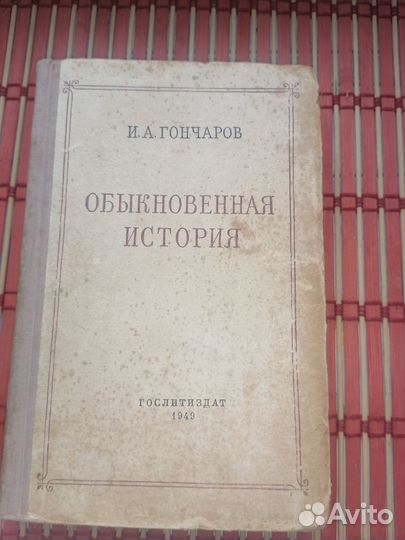 И. А. ГОНЧАРОВ
ОБЫКНОВЕННАЯ
ИСТОРИЯ
ГОСЛИТИЗДАТ
1949
Avito